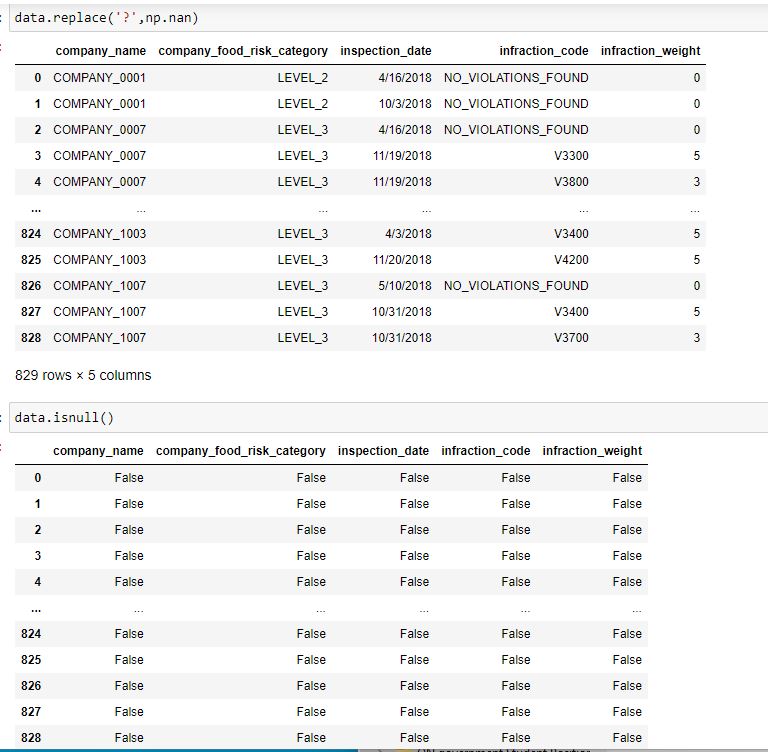 data.replace('?',np.nan)
company_name company_food_risk_category inspection_date infraction_code infraction_weight
0 COMPANY_0001 LEVEL_2 4/16/2018 NO_VIOLATIONS_FOUND 0
1 COMPANY_0001 LEVEL_2 10/3/2018 NO_VIOLATIONS_FOUND 0
2 COMPANY_0007 LEVEL_3 4/16/2018 NO_VIOLATIONS_FOUND 0
3 COMPANY_0007 LEVEL_3 11/19/2018 V3300 5
4 COMPANY_0007 LEVEL_3 11/19/2018 V3800 3
... ... ... ... ... ...
824 COMPANY_1003 LEVEL_3 4/3/2018 V3400 5
825 COMPANY_1003 LEVEL_3 11/20/2018 V4200 5
826 COMPANY_1007 LEVEL_3 5/10/2018 NO_VIOLATIONS_FOUND 0
827 COMPANY_1007 LEVEL_3 10/31/2018 V3400 5
828 COMPANY_1007 LEVEL_3 10/31/2018 V3700 3
829 rows × 5 columns
data.isnull()
company_name company_food_risk_category inspection_date infraction_code infraction_weight
0 False False False False False
1 False False False False False
2 False False False False False
3 False False False False False
4 False False False False False
... ... ... ... ... ...
824 False False False False False
825 False False False False False
826 False False False False False
827 False False False False False
828 False False False False False